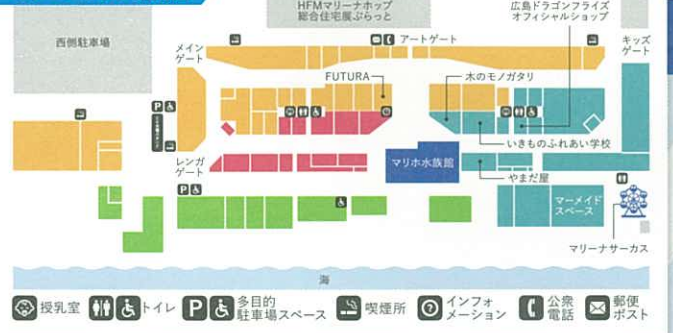 HFMマリーナホップ
総合住宅展ぷらっと
広島ドラゴンフライズ
オフィシャルショップ
西側駐車場
メイン
ゲート
アートゲート
キッズ
ゲート
FUTURA
木のモノガタリ
P
いきものふれあい学校
レンガ
ゲート
マリホ水族館
やまだ屋
P
マーメイド
スペース
マリーナサーカス
海
授乳室
トイレ
P
多目的
駐車場スペース
喫煙所
インフォ
メーション
公衆
電話
郵便
ポスト